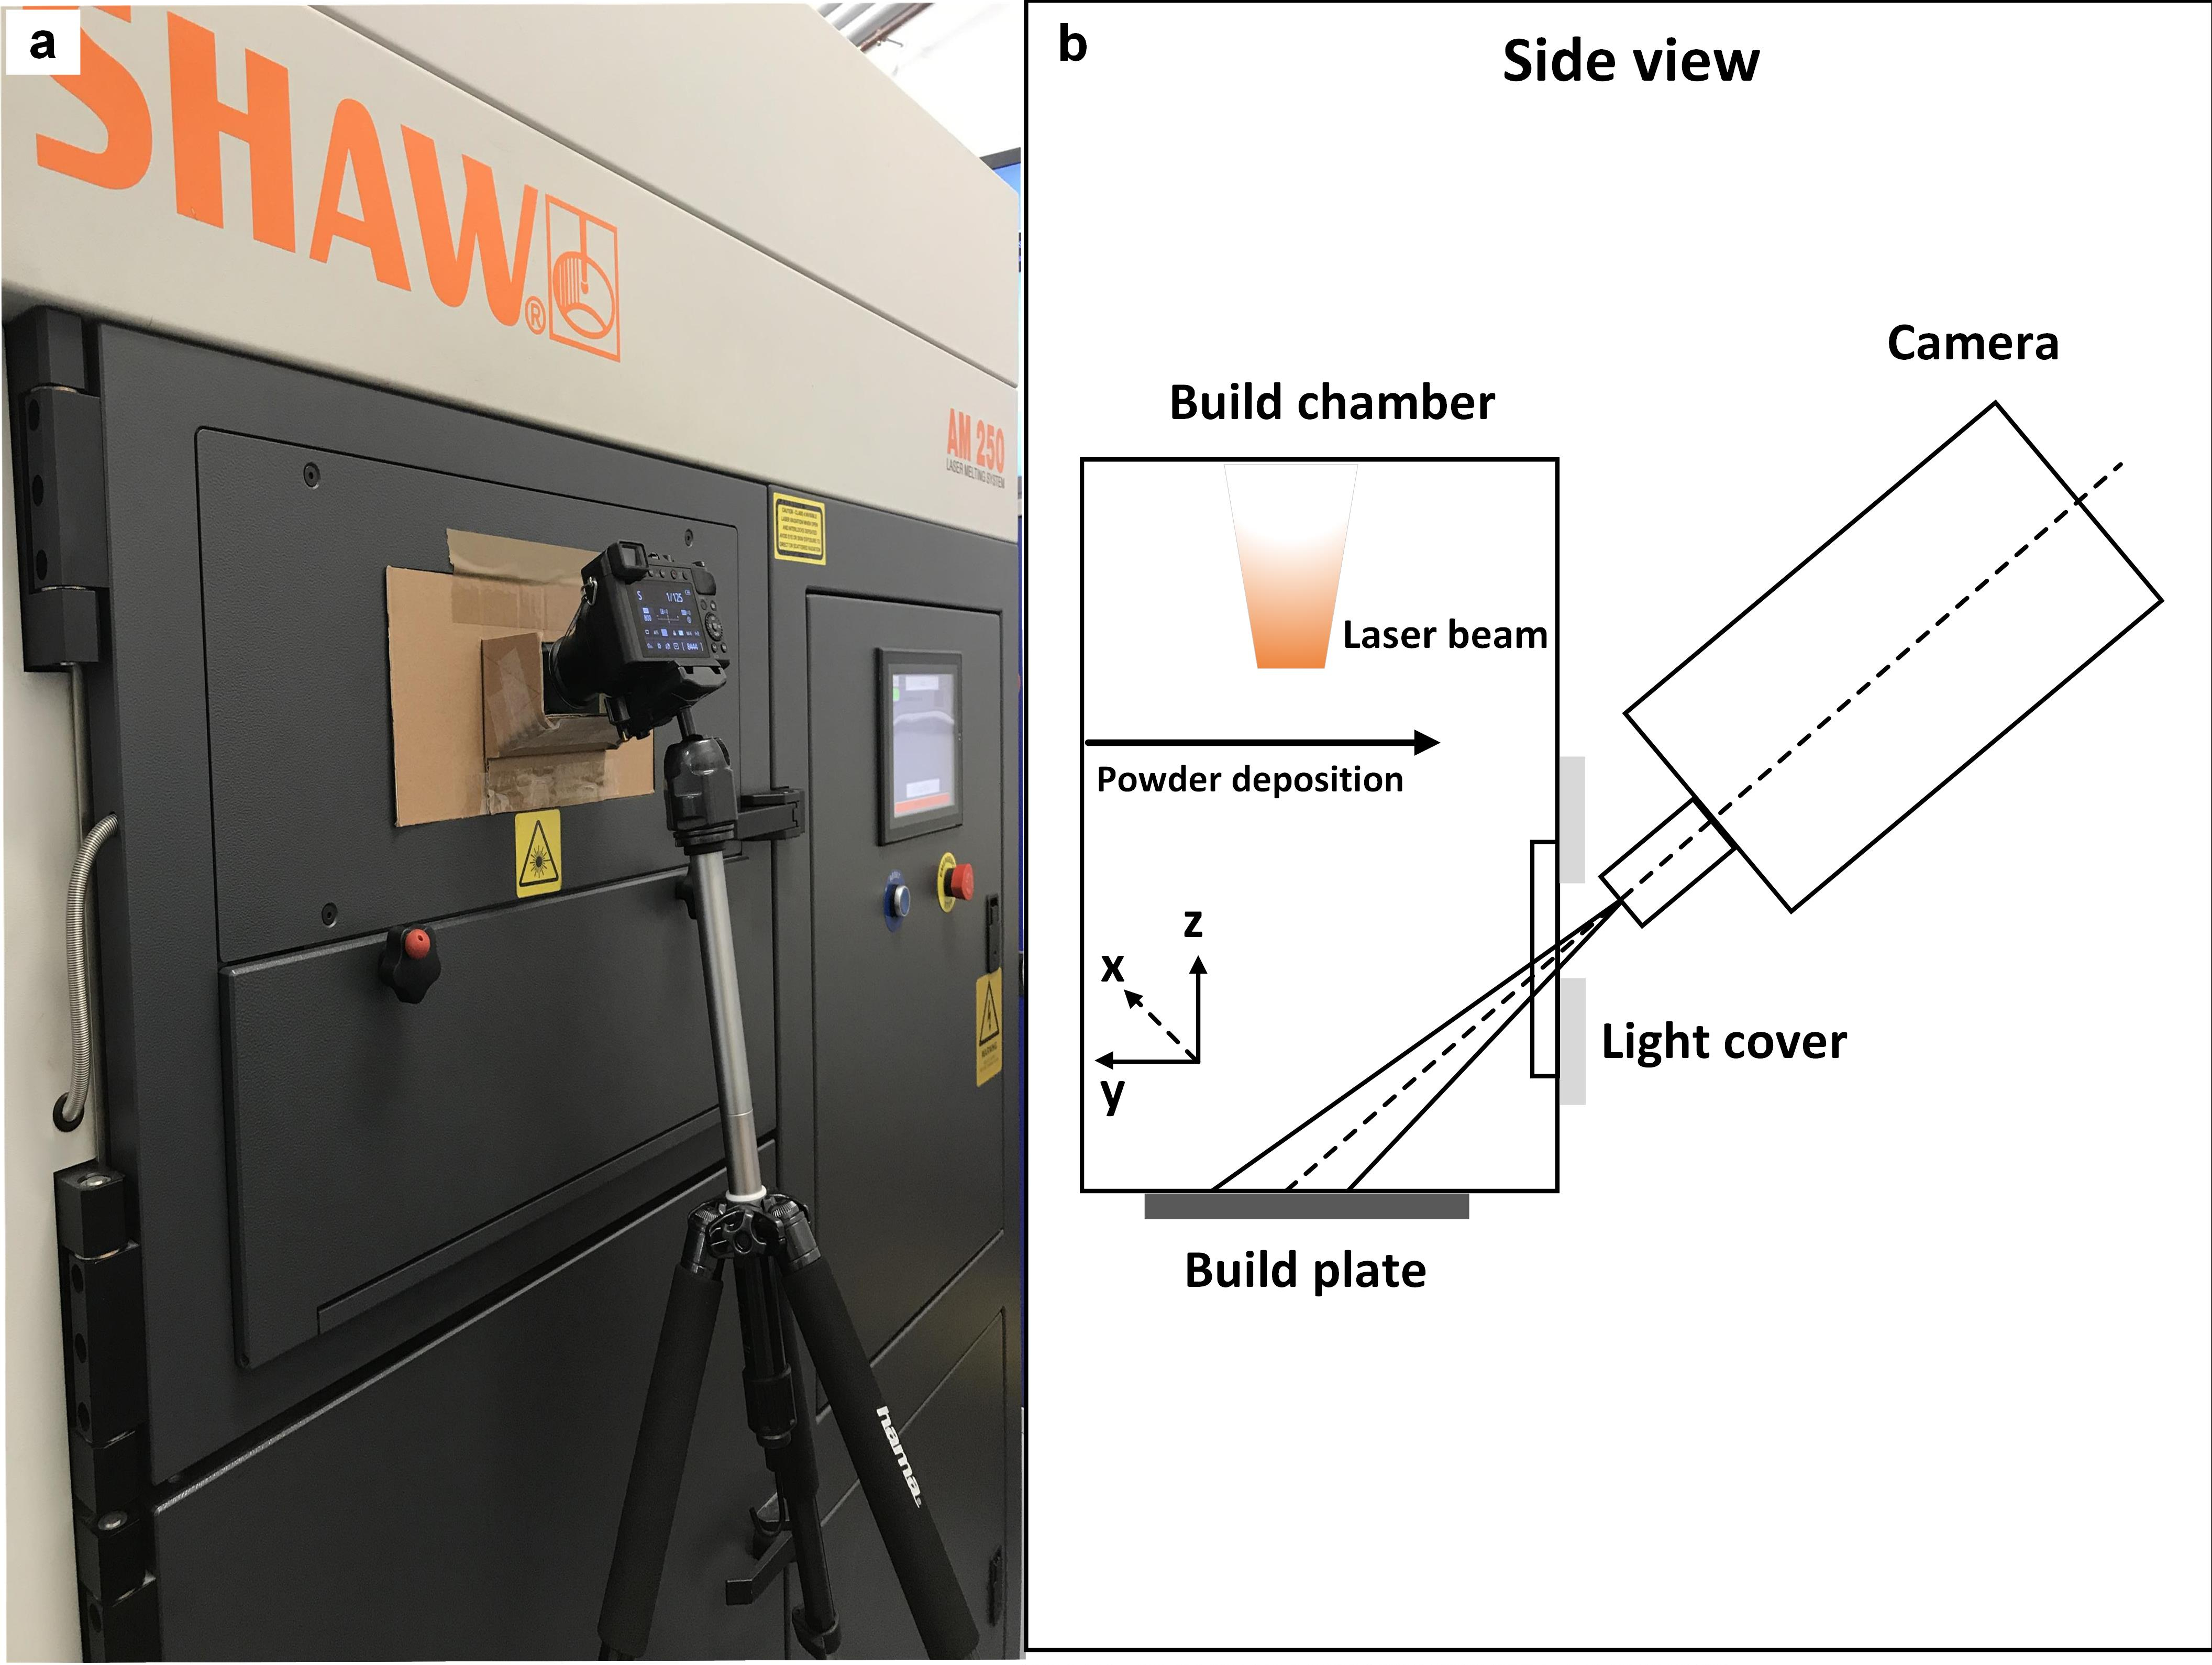 a
SHAW
®
AM 250
LASER MELTING SYSTEM
S 1/125
hama
b
Side view
Camera
Build chamber
Laser beam
Powder deposition
z
x
y
Light cover
Build plate